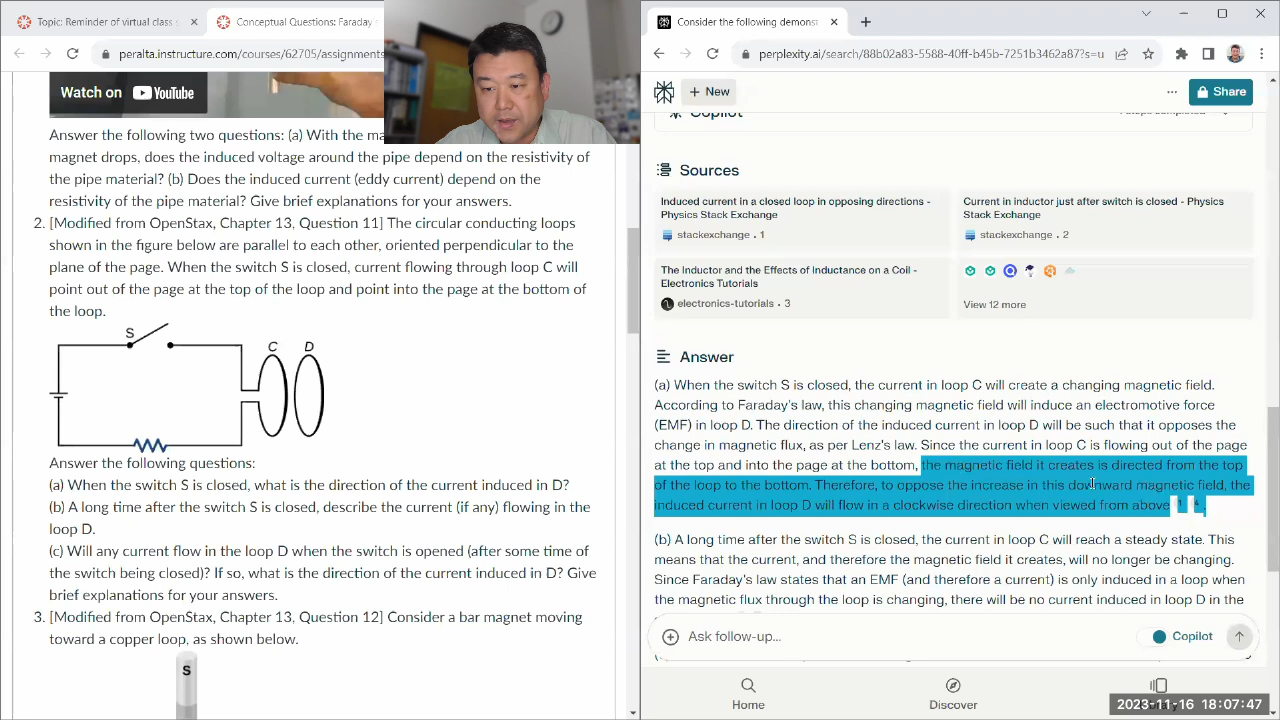 Topic: Reminder of virtual class s
Conceptual Questions: Faraday
peralta.instructure.com/courses/62705/assignments
Watch on YouTube
Answer the following two questions: (a) With the ma
magnet drops, does the induced voltage around the pipe depend on the resistivity of
the pipe material? (b) Does the induced current (eddy current) depend on the
resistivity of the pipe material? Give brief explanations for your answers.
2. [Modified from OpenStax, Chapter 13, Question 11] The circular conducting loops
shown in the figure below are parallel to each other, oriented perpendicular to the
plane of the page. When the switch S is closed, current flowing through loop C will
point out of the page at the top of the loop and point into the page at the bottom of
the loop.
S
C D
Answer the following questions:
(a) When the switch S is closed, what is the direction of the current induced in D?
(b) A long time after the switch S is closed, describe the current (if any) flowing in the
loop D.
(c) Will any current flow in the loop D when the switch is opened (after some time of
the switch being closed)? If so, what is the direction of the current induced in D? Give
brief explanations for your answers.
3. [Modified from OpenStax, Chapter 13, Question 12] Consider a bar magnet moving
toward a copper loop, as shown below.
S
Consider the following demonst
perplexity.ai/search/88b02a83-5588-40ff-b45b-7251b3462a87?s=u
New
Share
Copilot
Sources
Induced current in a closed loop in opposing directions -
Physics Stack Exchange
stackexchange · 1
Current in inductor just after switch is closed - Physics
Stack Exchange
stackexchange · 2
The Inductor and the Effects of Inductance on a Coil -
Electronics Tutorials
electronics-tutorials · 3
View 12 more
Answer
(a) When the switch S is closed, the current in loop C will create a changing magnetic field.
According to Faraday's law, this changing magnetic field will induce an electromotive force
(EMF) in loop D. The direction of the induced current in loop D will be such that it opposes the
change in magnetic flux, as per Lenz's law. Since the current in loop C is flowing out of the page
at the top and into the page at the bottom, the magnetic field it creates is directed from the top
of the loop to the bottom. Therefore, to oppose the increase in this downward magnetic field, the
induced current in loop D will flow in a clockwise direction when viewed from above 1 4 .
(b) A long time after the switch S is closed, the current in loop C will reach a steady state. This
means that the current, and therefore the magnetic field it creates, will no longer be changing.
Since Faraday's law states that an EMF (and therefore a current) is only induced in a loop when
the magnetic flux through the loop is changing, there will be no current induced in loop D in the
Ask follow-up...
Copilot
Home
Discover
2023-11-16 18:07:47